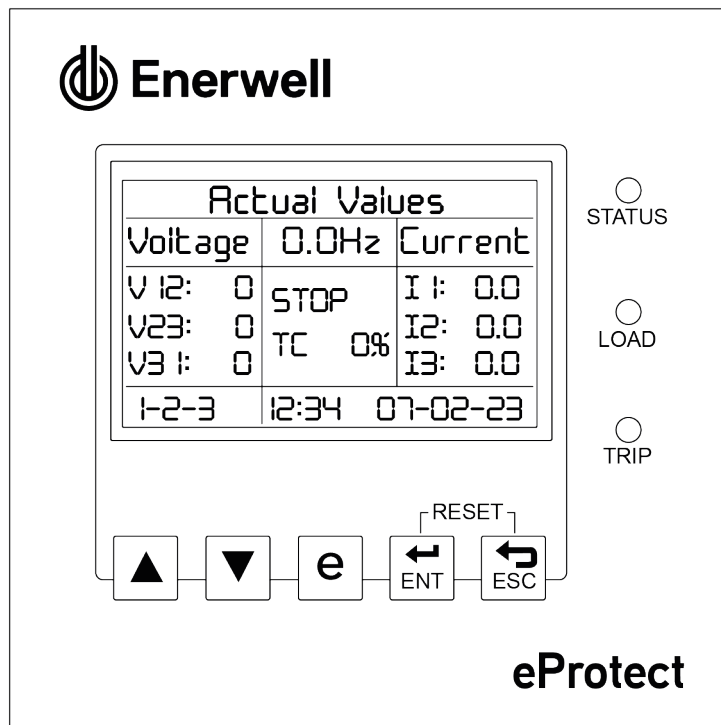 Enerwell
Actual Values
Voltage 0.0Hz Current
V12: 0 STOP I1: 0.0
V23: 0 TC 0% I2: 0.0
V31: 0 I3: 0.0
1-2-3 12:34 07-02-23
STATUS
LOAD
TRIP
RESET
e ENT ESC
eProtect